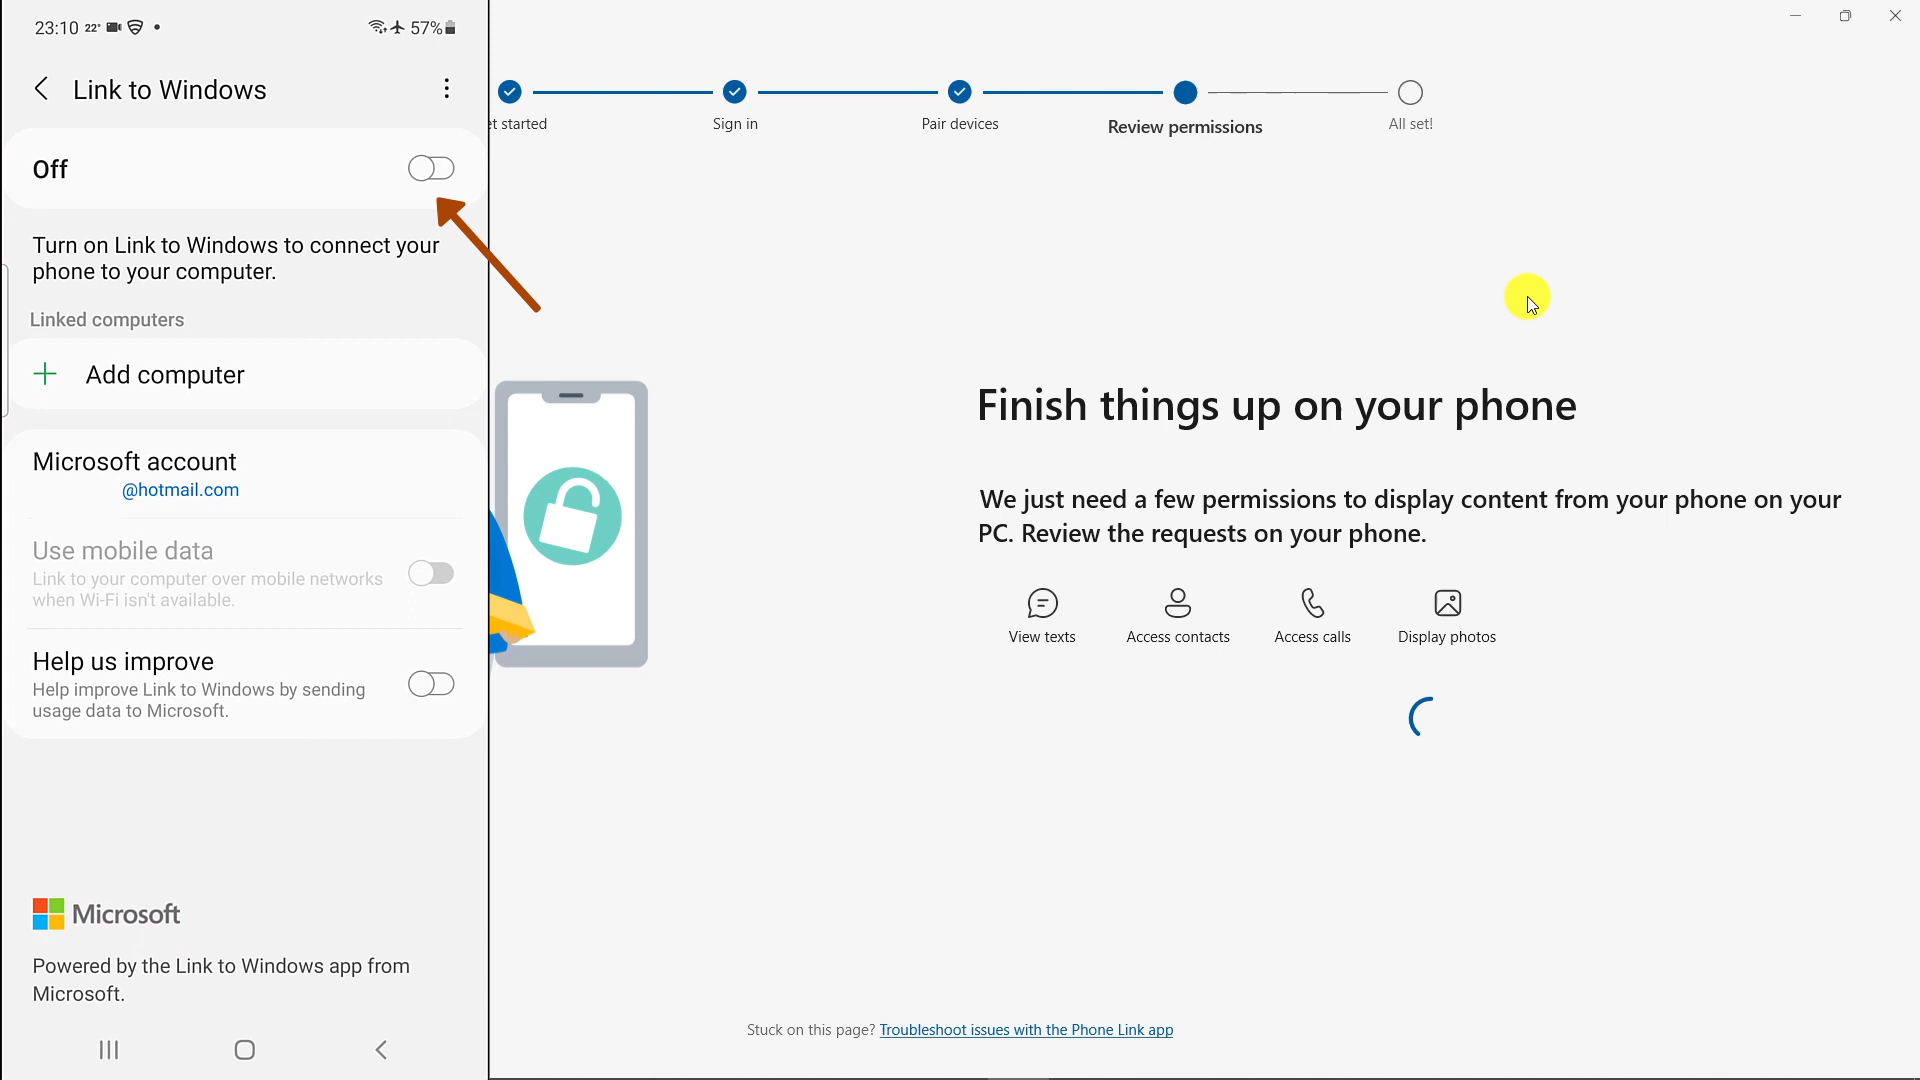 23:10 22° 57%
Link to Windows
Off
Turn on Link to Windows to connect your
phone to your computer.
Linked computers
Add computer
Microsoft account
@hotmail.com
Use mobile data
Link to your computer over mobile networks
when Wi-Fi isn't available.
Help us improve
Help improve Link to Windows by sending
usage data to Microsoft.
Microsoft
Powered by the Link to Windows app from
Microsoft.
et started
Sign in
Pair devices
Review permissions
All set!
Finish things up on your phone
We just need a few permissions to display content from your phone on your
PC. Review the requests on your phone.
View texts
Access contacts
Access calls
Display photos
Stuck on this page? Troubleshoot issues with the Phone Link app